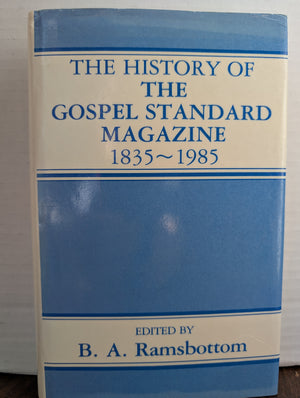 THE HISTORY OF
THE
GOSPEL STANDARD
MAGAZINE
1835~1985
EDITED BY
B. A. Ramsbottom